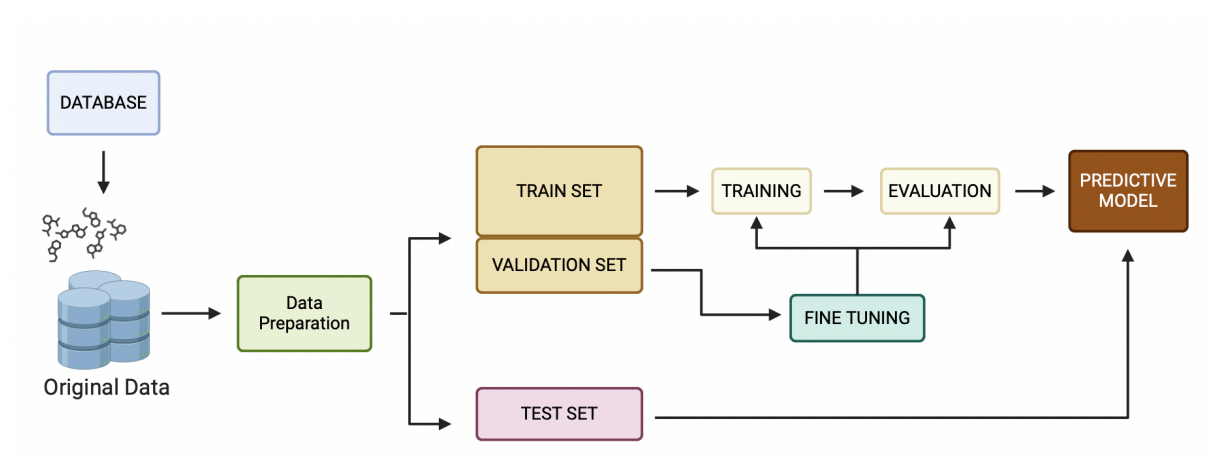 DATABASE
Original Data
Data
Preparation
TRAIN SET
VALIDATION SET
TEST SET
TRAINING
EVALUATION
FINE TUNING
PREDICTIVE
MODEL